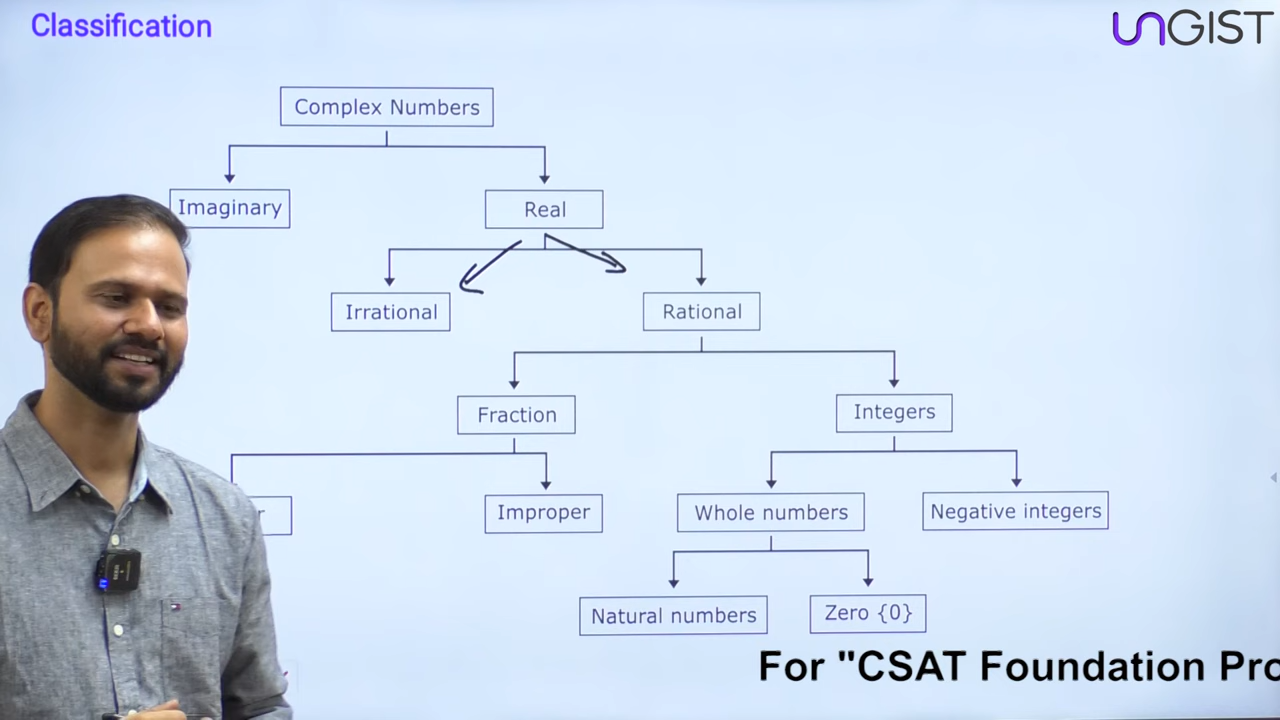 Classification
UNGIST
Complex Numbers
Imaginary
Real
Irrational
Rational
Fraction
Integers
Improper
Whole numbers
Negative integers
Natural numbers
Zero {0}
For "CSAT Foundation Pro